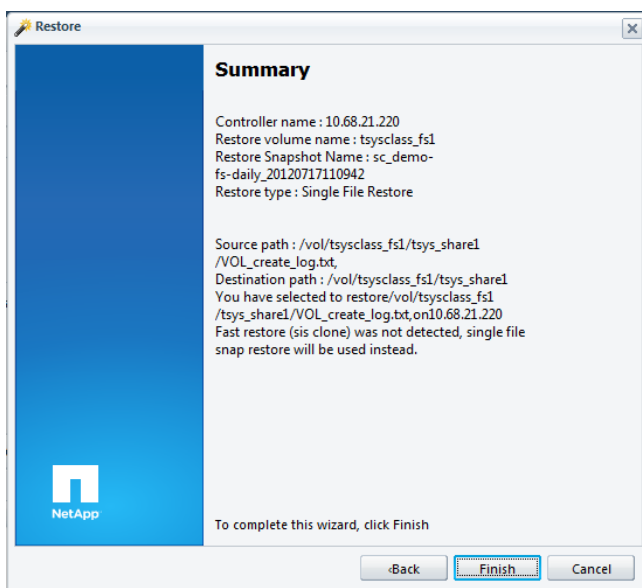 Restore
Summary
Controller name : 10.68.21.220
Restore volume name : tsysclass_fs1
Restore Snapshot Name : sc_demo-
fs-daily_20120717110942
Restore type : Single File Restore
Source path : /vol/tsysclass_fs1/tsys_share1
/VOL_create_log.txt,
Destination path : /vol/tsysclass_fs1/tsys_share1
You have selected to restore/vol/tsysclass_fs1
/tsys_share1/VOL_create_log.txt,on10.68.21.220
Fast restore (sis clone) was not detected, single file
snap restore will be used instead.
NetApp
To complete this wizard, click Finish
<Back Finish Cancel